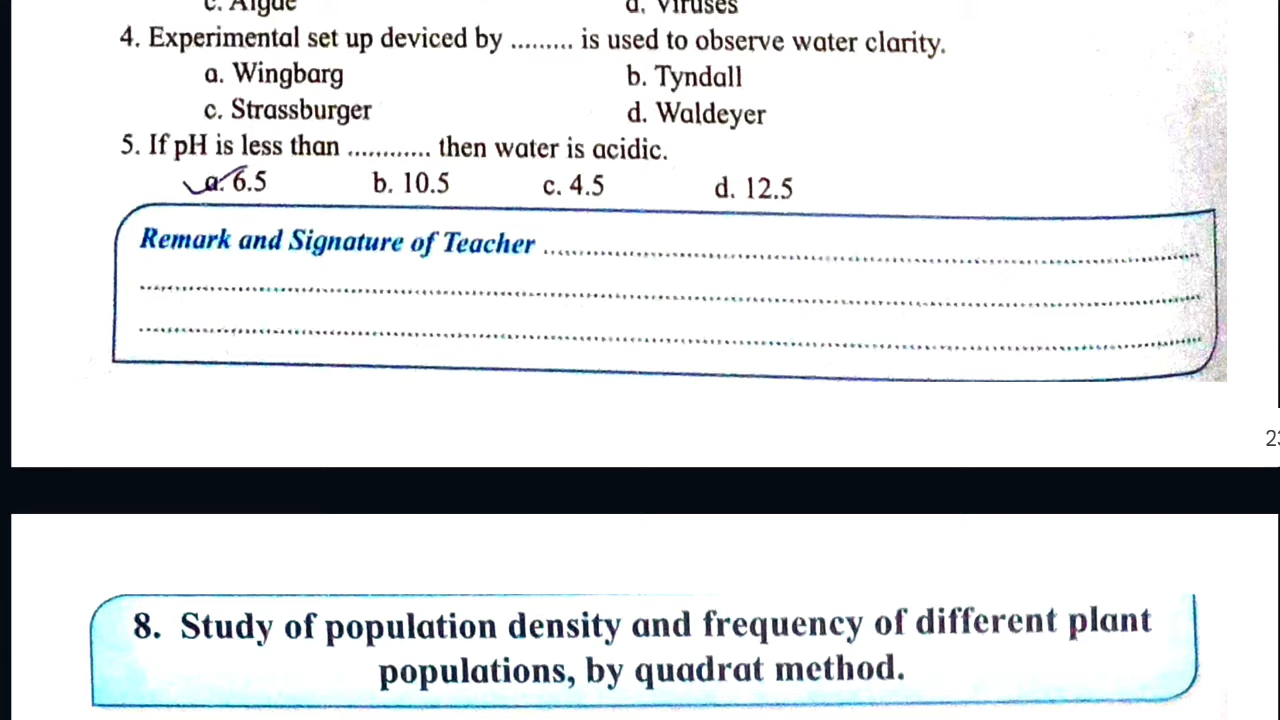 c. Algae d. Viruses
4. Experimental set up deviced by ......... is used to observe water clarity.
a. Wingbarg b. Tyndall
c. Strassburger d. Waldeyer
5. If pH is less than ............ then water is acidic.
a. 6.5 b. 10.5 c. 4.5 d. 12.5
Remark and Signature of Teacher
23
8. Study of population density and frequency of different plant
populations, by quadrat method.